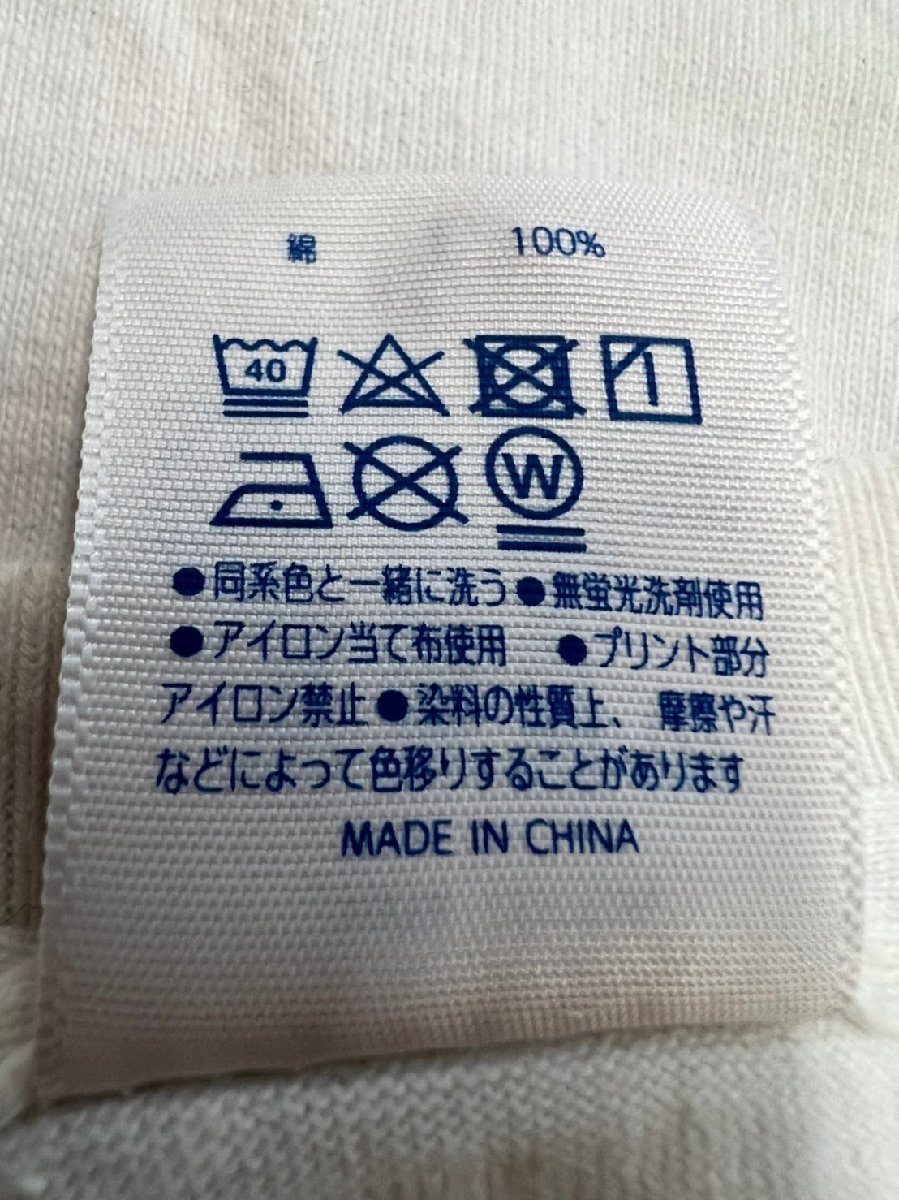 綿 100%
40
W
●同系色と一緒に洗う●無蛍光洗剤使用
●アイロン当て布使用 ●プリント部分
アイロン禁止●染料の性質上、摩擦や汗
などによって色移りすることがあります
MADE IN CHINA